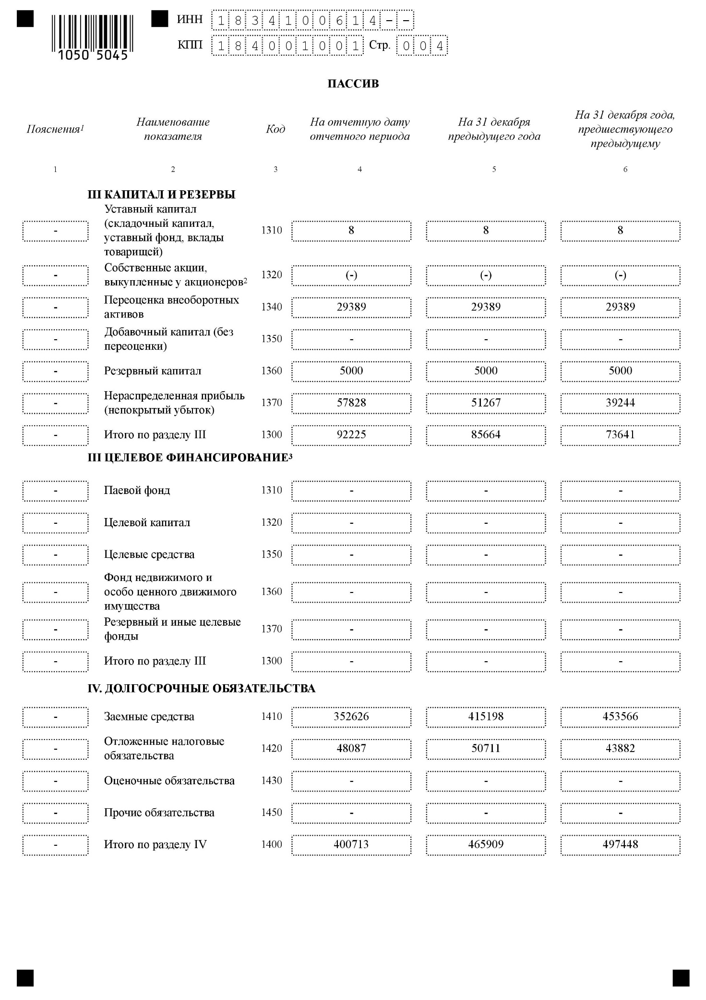 ИНН 1834100614--
КПП 184001001 Стр. 004
1050 5045
ПАССИВ
Пояснения1 Наименование показателя Код На отчетную дату отчетного периода На 31 декабря предыдущего года На 31 декабря года, предшествующего предыдущему
1 2 3 4 5 6
III КАПИТАЛ И РЕЗЕРВЫ
Уставный капитал
(складочный капитал,
уставный фонд, вклады
товарищей)
- 1310 8 8 8
Собственные акции,
выкупленные у акционеров2
- 1320 (-) (-) (-)
Переоценка внеоборотных
активов
- 1340 29389 29389 29389
Добавочный капитал (без
переоценки)
- 1350 - - -
- Резервный капитал 1360 5000 5000 5000
Нераспределенная прибыль
(непокрытый убыток)
- 1370 57828 51267 39244
- Итого по разделу III 1300 92225 85664 73641
III ЦЕЛЕВОЕ ФИНАНСИРОВАНИЕ3
- Паевой фонд 1310 - - -
- Целевой капитал 1320 - - -
- Целевые средства 1350 - - -
Фонд недвижимого и
особо ценного движимого
имущества
- 1360 - - -
Резервный и иные целевые
фонды
- 1370 - - -
- Итого по разделу III 1300 - - -
IV. ДОЛГОСРОЧНЫЕ ОБЯЗАТЕЛЬСТВА
- Заемные средства 1410 352626 415198 453566
Отложенные налоговые
обязательства
- 1420 48087 50711 43882
- Оценочные обязательства 1430 - - -
- Прочие обязательства 1450 - - -
- Итого по разделу IV 1400 400713 465909 497448